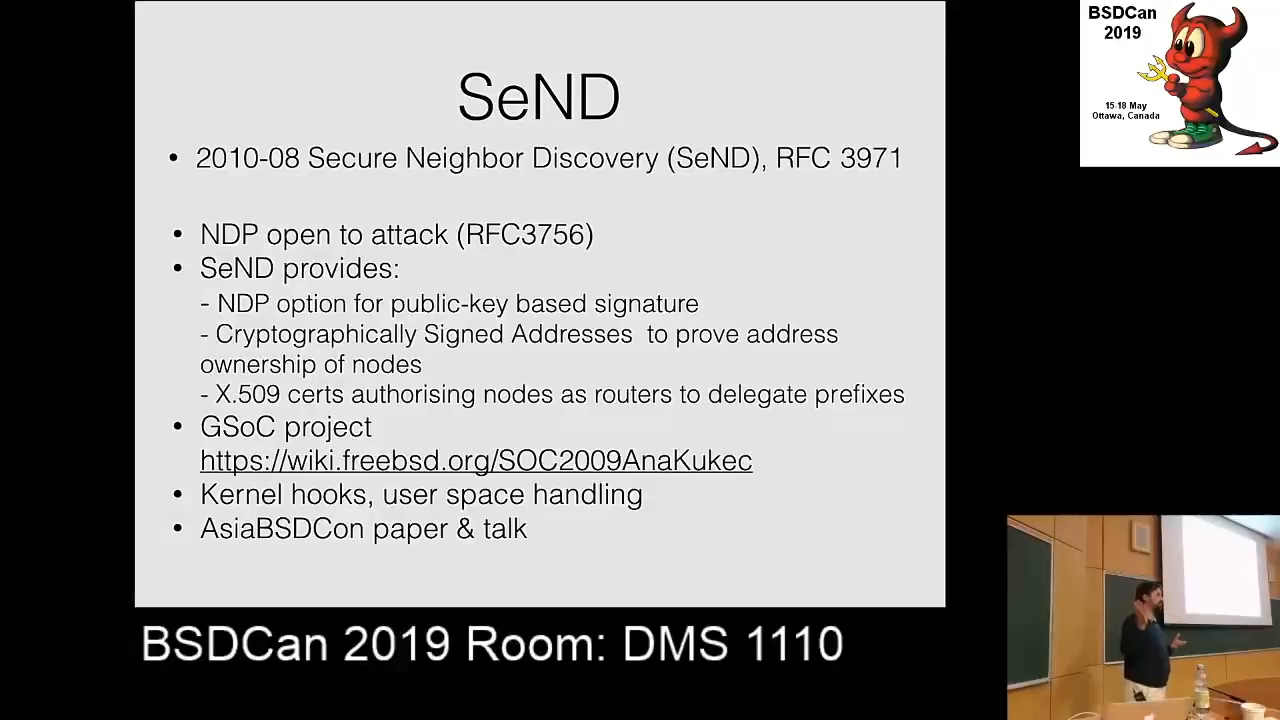 SeND
• 2010-08 Secure Neighbor Discovery (SeND), RFC 3971
• NDP open to attack (RFC3756)
• SeND provides:
- NDP option for public-key based signature
- Cryptographically Signed Addresses to prove address
ownership of nodes
- X.509 certs authorising nodes as routers to delegate prefixes
• GSoC project
https://wiki.freebsd.org/SOC2009AnaKukec
• Kernel hooks, user space handling
• AsiaBSDCon paper & talk
BSDCan 2019 Room: DMS 1110
BSDCan
2019
15-18 May
Ottawa, Canada